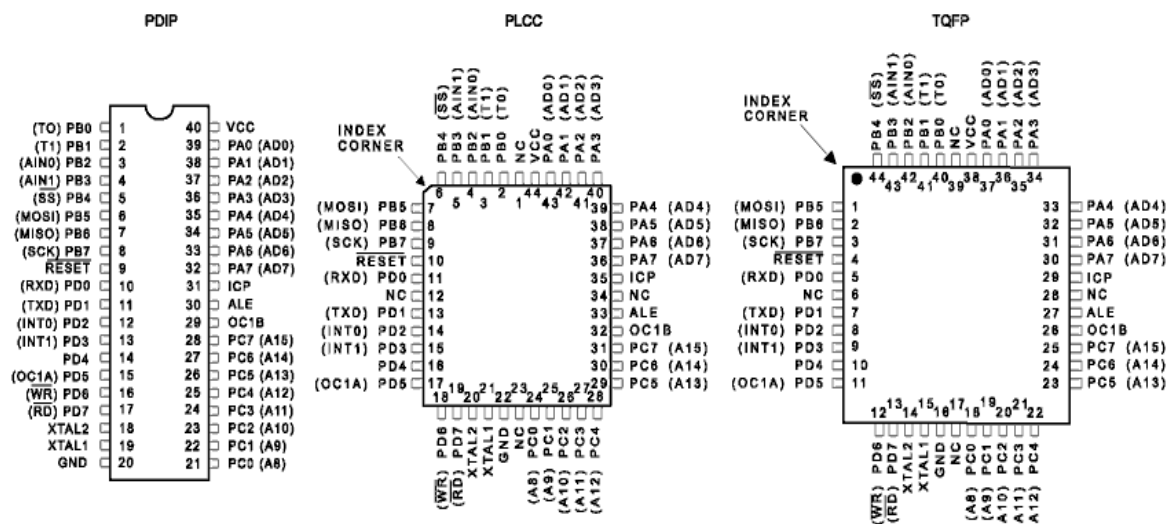 PDIP
(TO) PB0 1 40 VCC
(T1) PB1 2 39 PA0 (AD0)
(AIN0) PB2 3 38 PA1 (AD1)
(AIN1) PB3 4 37 PA2 (AD2)
(SS) PB4 5 36 PA3 (AD3)
(MOSI) PB5 6 35 PA4 (AD4)
(MISO) PB6 7 34 PA5 (AD5)
(SCK) PB7 8 33 PA6 (AD6)
RESET 9 32 PA7 (AD7)
(RXD) PD0 10 31 ICP
(TXD) PD1 11 30 ALE
(INT0) PD2 12 29 OC1B
(INT1) PD3 13 28 PC7 (A15)
PD4 14 27 PC6 (A14)
(OC1A) PD5 15 26 PC5 (A13)
(WR) PD6 16 25 PC4 (A12)
(RD) PD7 17 24 PC3 (A11)
XTAL2 18 23 PC2 (A10)
XTAL1 19 22 PC1 (A9)
GND 20 21 PC0 (A8)
PLCC
INDEX
CORNER
PB4 (SS)
PB3 (AIN1)
PB2 (AIN0)
PB1 (T1)
PB0 (T0)
NC
VCC
PA0 (AD0)
PA1 (AD1)
PA2 (AD2)
PA3 (AD3)
6 5 4 3 2 1 44 43 42 41 40
(MOSI) PB5 7 39 PA4 (AD4)
(MISO) PB6 8 38 PA5 (AD5)
(SCK) PB7 9 37 PA6 (AD6)
RESET 10 36 PA7 (AD7)
(RXD) PD0 11 35 ICP
NC 12 34 NC
(TXD) PD1 13 33 ALE
(INT0) PD2 14 32 OC1B
(INT1) PD3 15 31 PC7 (A15)
PD4 16 30 PC6 (A14)
(OC1A) PD5 17 29 PC5 (A13)
18 19 20 21 22 23 24 25 26 27 28
(WR) PD6
(RD) PD7
XTAL2
XTAL1
GND
NC
(A8) PC0
(A9) PC1
(A10) PC2
(A11) PC3
(A12) PC4
TQFP
INDEX
CORNER
PB4 (SS)
PB3 (AIN1)
PB2 (AIN0)
PB1 (T1)
PB0 (T0)
NC
VCC
PA0 (AD0)
PA1 (AD1)
PA2 (AD2)
PA3 (AD3)
44 43 42 41 40 39 38 37 36 35 34
(MOSI) PB5 1 33 PA4 (AD4)
(MISO) PB6 2 32 PA5 (AD5)
(SCK) PB7 3 31 PA6 (AD6)
RESET 4 30 PA7 (AD7)
(RXD) PD0 5 29 ICP
NC 6 28 NC
(TXD) PD1 7 27 ALE
(INT0) PD2 8 26 OC1B
(INT1) PD3 9 25 PC7 (A15)
PD4 10 24 PC6 (A14)
(OC1A) PD5 11 23 PC5 (A13)
12 13 14 15 16 17 18 19 20 21 22
(WR) PD6
(RD) PD7
XTAL2
XTAL1
GND
NC
(A8) PC0
(A9) PC1
(A10) PC2
(A11) PC3
(A12) PC4